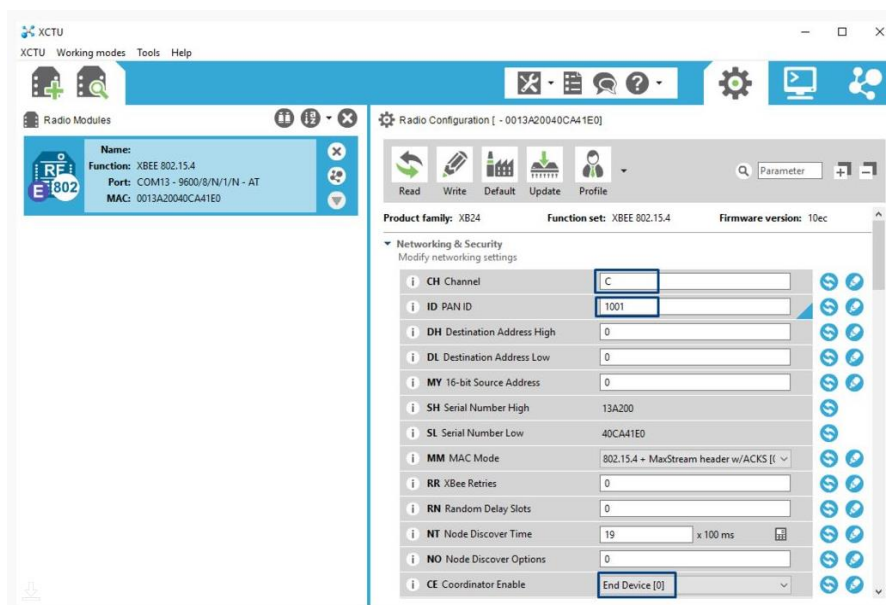 XCTU
XCTU Working modes Tools Help
Radio Modules
Name:
Function: XBEE 802.15.4
Port: COM13 - 9600/8/N/1/N - AT
MAC: 0013A20040CA41E0
RF
E 802
Radio Configuration [ - 0013A20040CA41E0]
Read Write Default Update Profile
Parameter
Product family: XB24 Function set: XBEE 802.15.4 Firmware version: 10ec
Networking & Security
Modify networking settings
i CH Channel C
i ID PAN ID 1001
i DH Destination Address High 0
i DL Destination Address Low 0
i MY 16-bit Source Address 0
i SH Serial Number High 13A200
i SL Serial Number Low 40CA41E0
i MM MAC Mode 802.15.4 + MaxStream header w/ACKS [(
i RR XBee Retries 0
i RN Random Delay Slots 0
i NT Node Discover Time 19 x 100 ms
i NO Node Discover Options 0
i CE Coordinator Enable End Device [0]